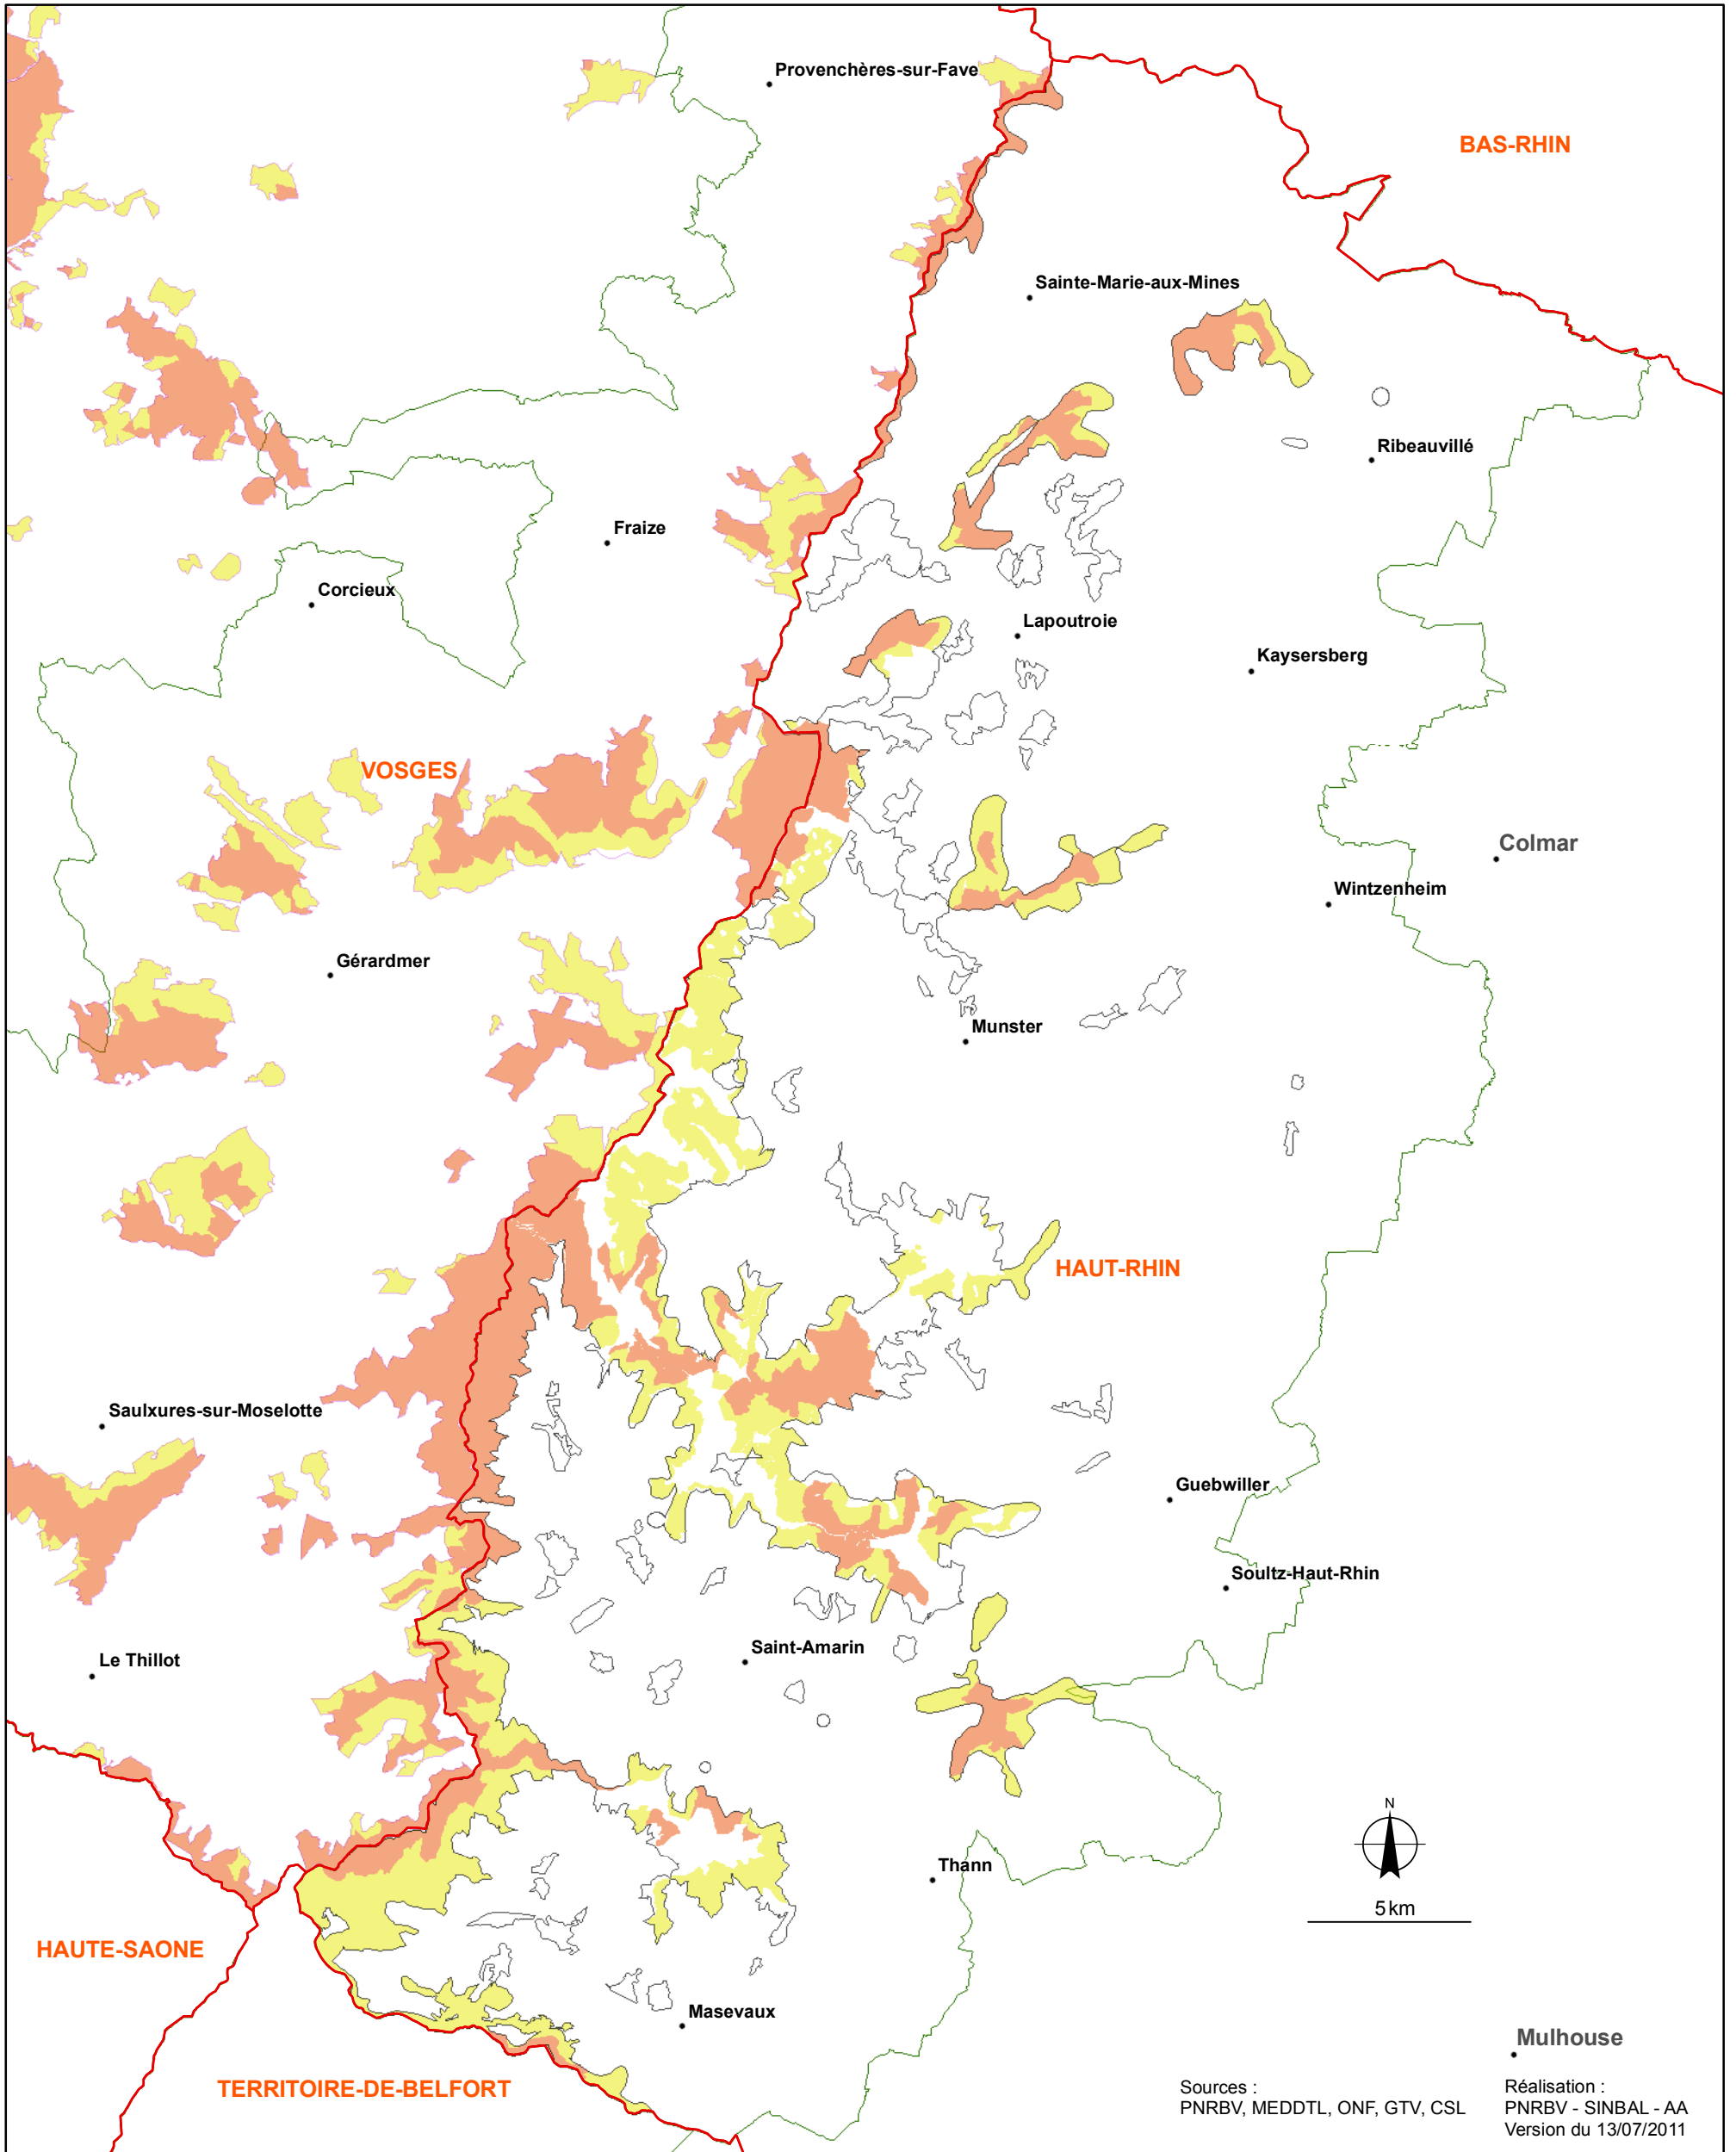 Provenchères-sur-Fave
BAS-RHIN
Sainte-Marie-aux-Mines
Ribeauvillé
Fraize
Corcieux
Lapoutroie
Kaysersberg
VOSGES
Colmar
Wintzenheim
Gérardmer
Munster
HAUT-RHIN
Saulxures-sur-Moselotte
Guebwiller
Soultz-Haut-Rhin
Saint-Amarin
Le Thillot
N
Thann
5 km
HAUTE-SAONE
Masevaux
Mulhouse
TERRITOIRE-DE-BELFORT
Sources :
PNRBV, MEDDTL, ONF, GTV, CSL
Réalisation :
PNRBV - SINBAL - AA
Version du 13/07/2011